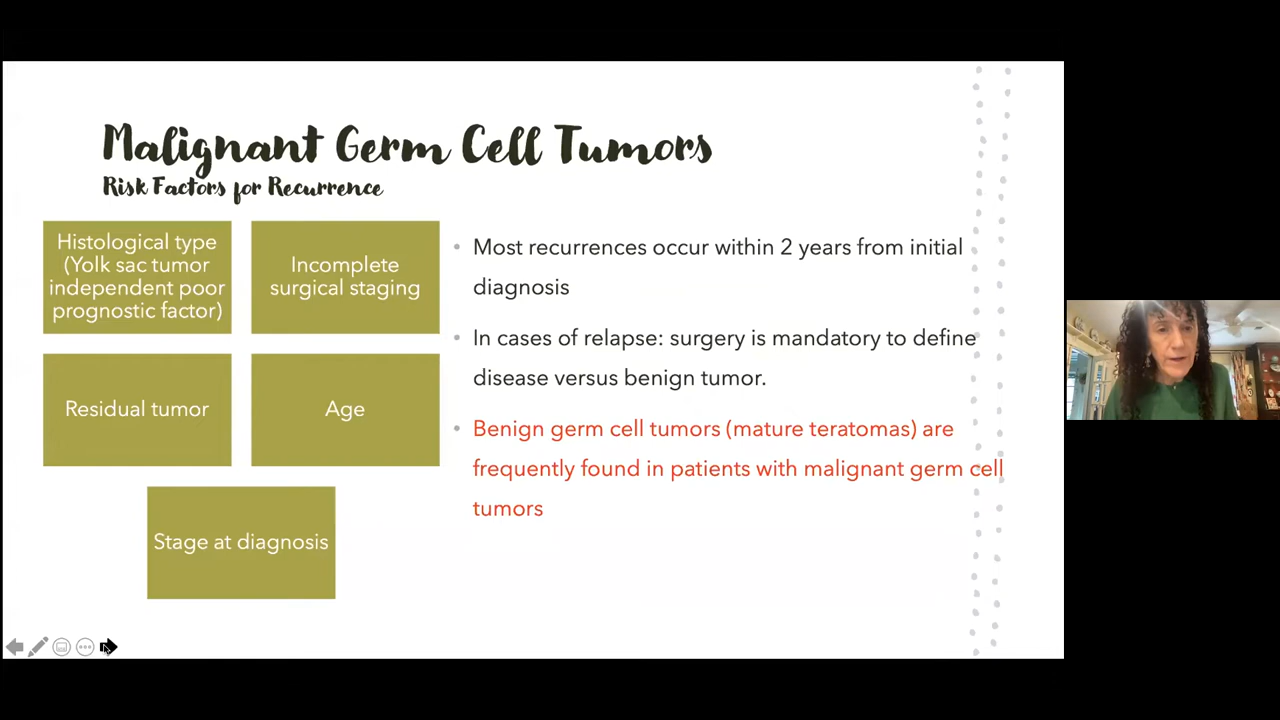 Malignant Germ Cell Tumors
Risk Factors for Recurrence
Histological type
(Yolk sac tumor
independent poor
prognostic factor)
Incomplete
surgical staging
Residual tumor
Age
Stage at diagnosis
Most recurrences occur within 2 years from initial
diagnosis
In cases of relapse: surgery is mandatory to define
disease versus benign tumor.
Benign germ cell tumors (mature teratomas) are
frequently found in patients with malignant germ cell
tumors